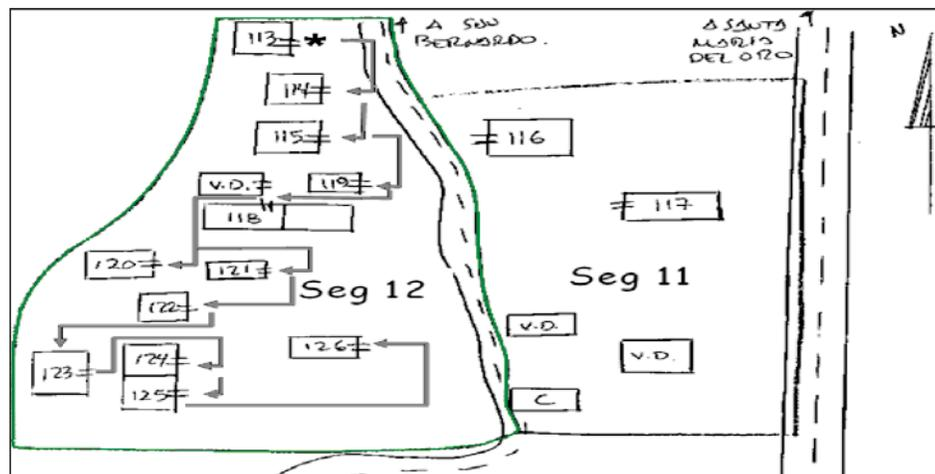 A SAN
BERNARDO.
A SANTA
MARIA
DEL ORO
N
113 *
114
115
116
V.D.
119
117
118
120
121
Seg 12
Seg 11
122
V.D.
126
V.D.
123
124
125
C